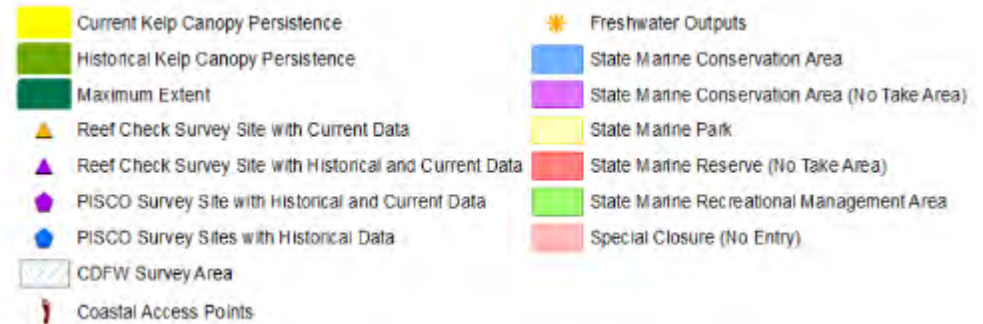 Current Kelp Canopy Persistence
Historical Kelp Canopy Persistence
Maximum Extent
Reef Check Survey Site with Current Data
Reef Check Survey Site with Historical and Current Data
PISCO Survey Site with Historical and Current Data
PISCO Survey Sites with Historical Data
CDFW Survey Area
Coastal Access Points
Freshwater Outputs
State Marine Conservation Area
State Marine Conservation Area (No Take Area)
State Marine Park
State Marine Reserve (No Take Area)
State Marine Recreational Management Area
Special Closure (No Entry)